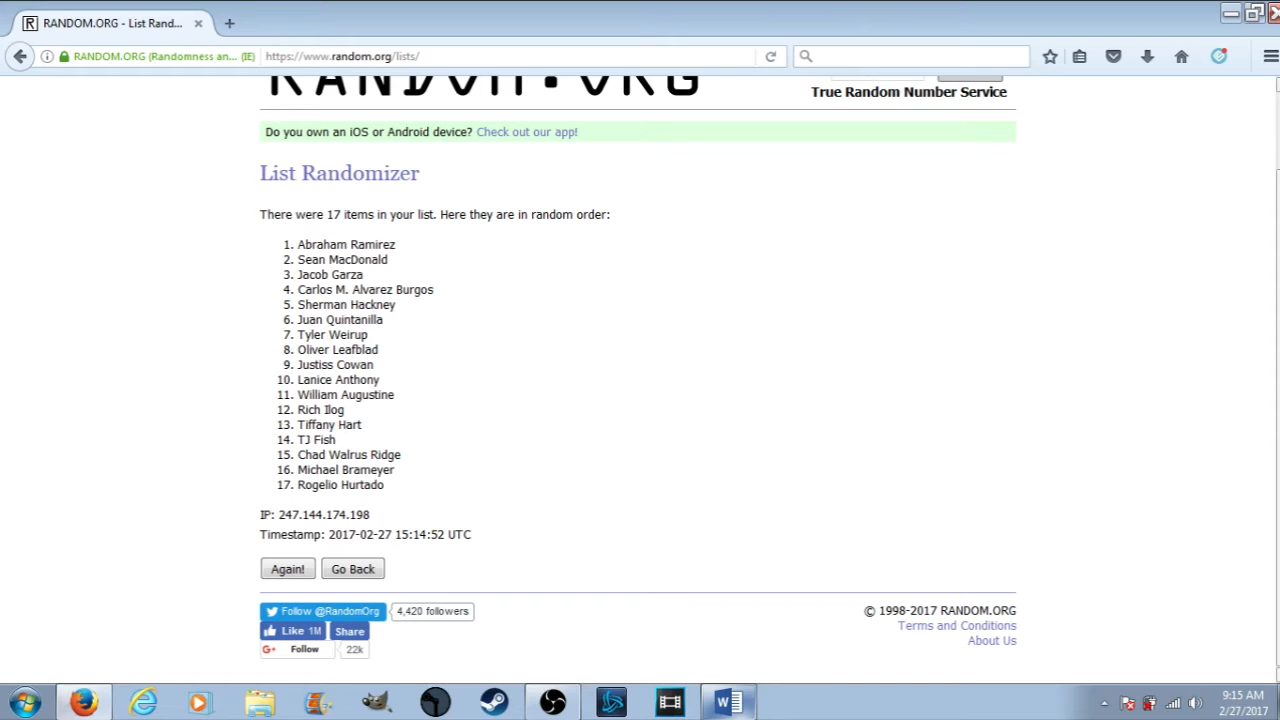 RANDOM.ORG - List Rand...
RANDOM.ORG (Randomness an... (IE) https://www.random.org/lists/
RANDOM.ORG
True Random Number Service
Do you own an iOS or Android device? Check out our app!
List Randomizer
There were 17 items in your list. Here they are in random order:
1. Abraham Ramirez
2. Sean MacDonald
3. Jacob Garza
4. Carlos M. Alvarez Burgos
5. Sherman Hackney
6. Juan Quintanilla
7. Tyler Weirup
8. Oliver Leafblad
9. Justiss Cowan
10. Lanice Anthony
11. William Augustine
12. Rich Ilog
13. Tiffany Hart
14. TJ Fish
15. Chad Walrus Ridge
16. Michael Brameyer
17. Rogelio Hurtado
IP: 247.144.174.198
Timestamp: 2017-02-27 15:14:52 UTC
Again! Go Back
Follow @RandomOrg 4,420 followers
Like 1M Share
G+ Follow 22k
© 1998-2017 RANDOM.ORG
Terms and Conditions
About Us
9:15 AM
2/27/2017